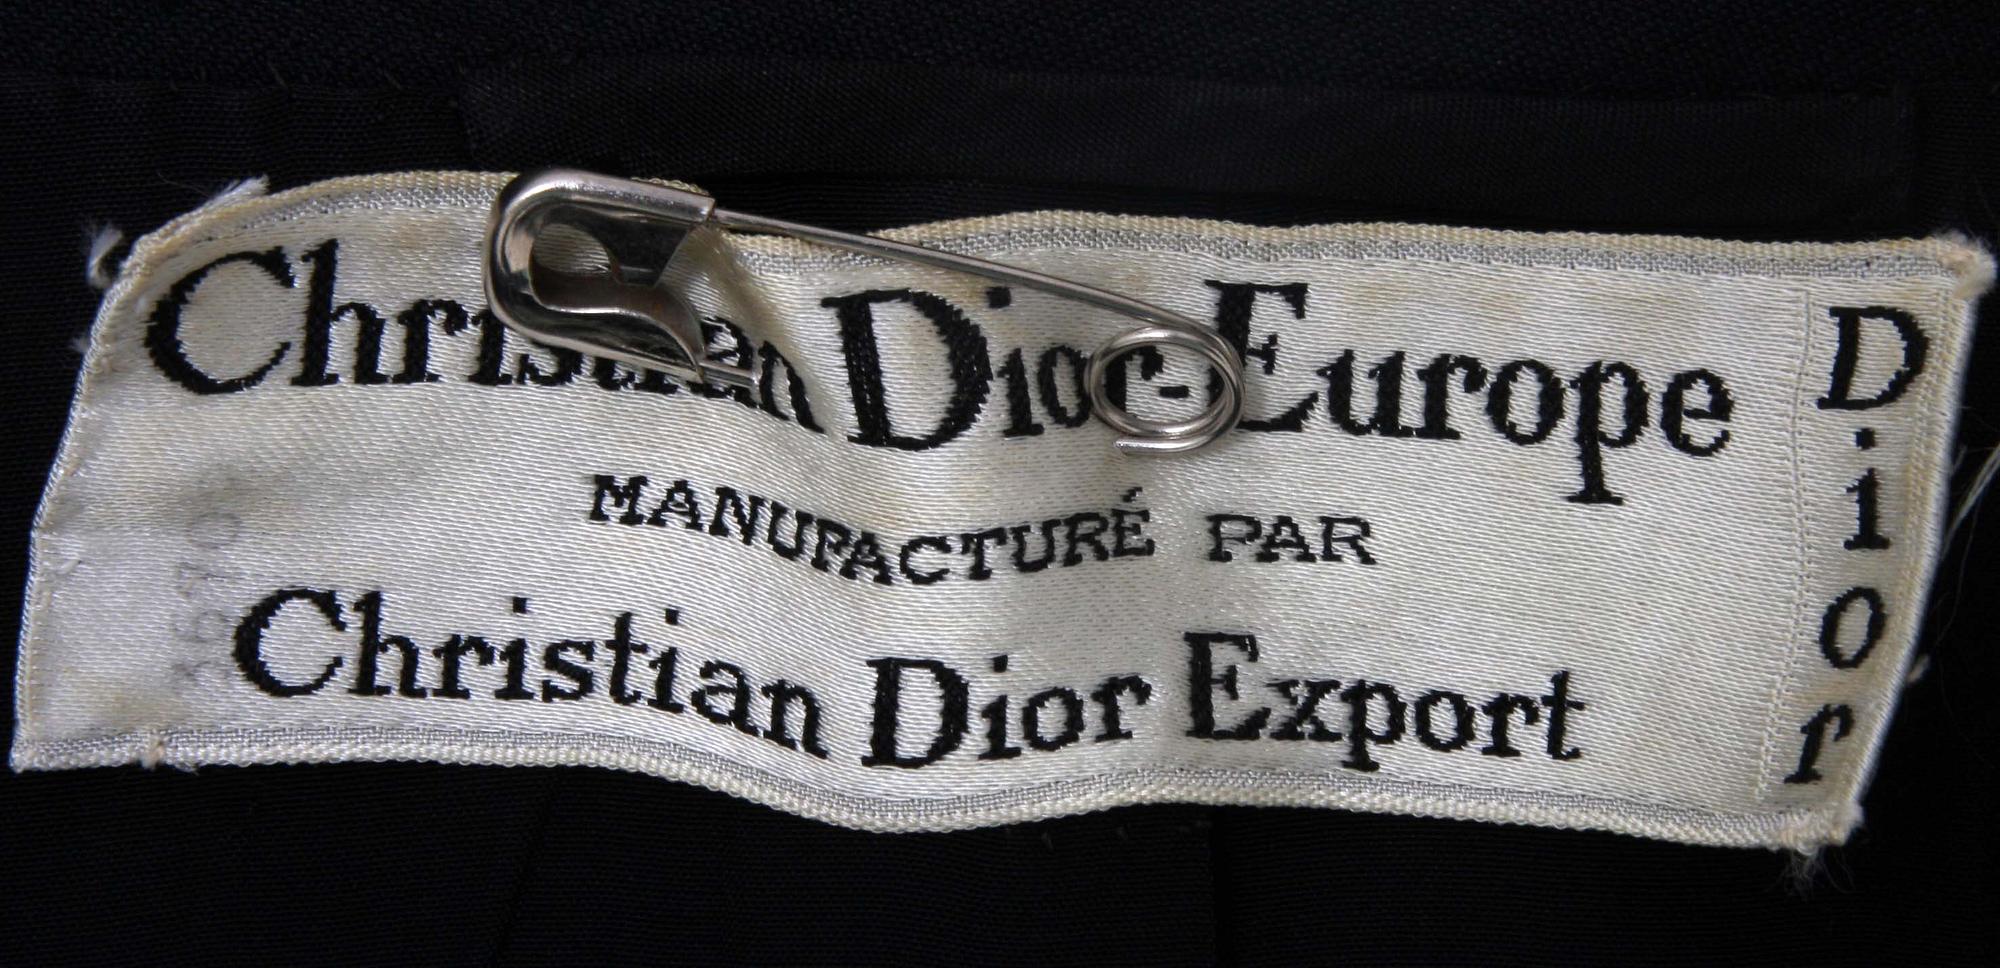 Christian Dior-Europe
MANUFACTURÉ PAR
Christian Dior Export
Dior